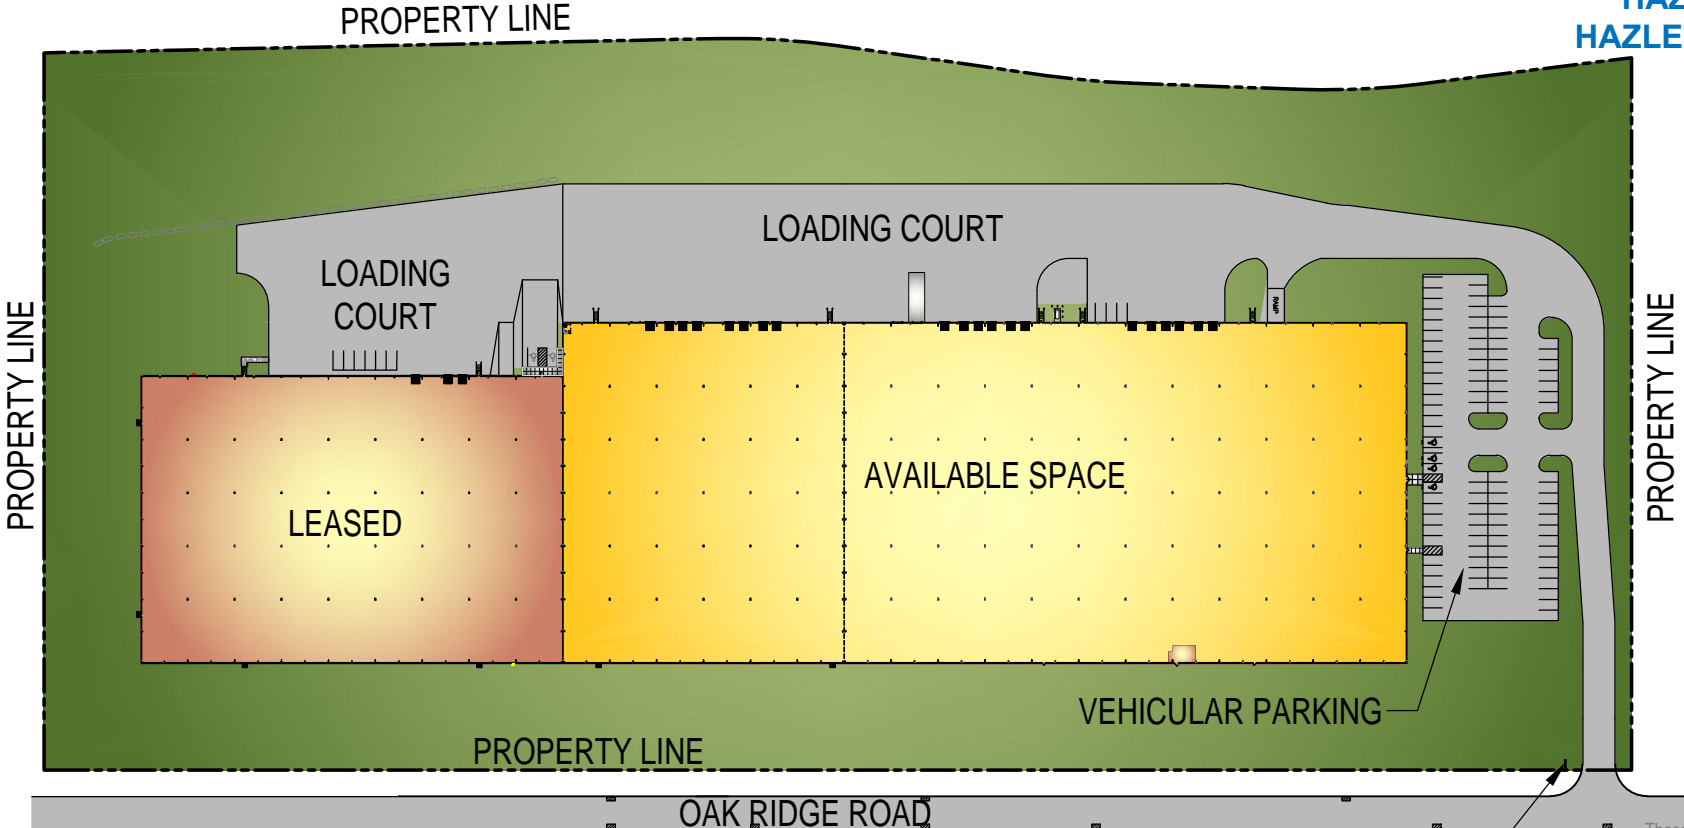 PROPERTY LINE
HAZLE
LOADING COURT
LOADING
COURT
RAMP
PROPERTY LINE
PROPERTY LINE
AVAILABLE SPACE
LEASED
VEHICULAR PARKING
PROPERTY LINE
OAK RIDGE ROAD